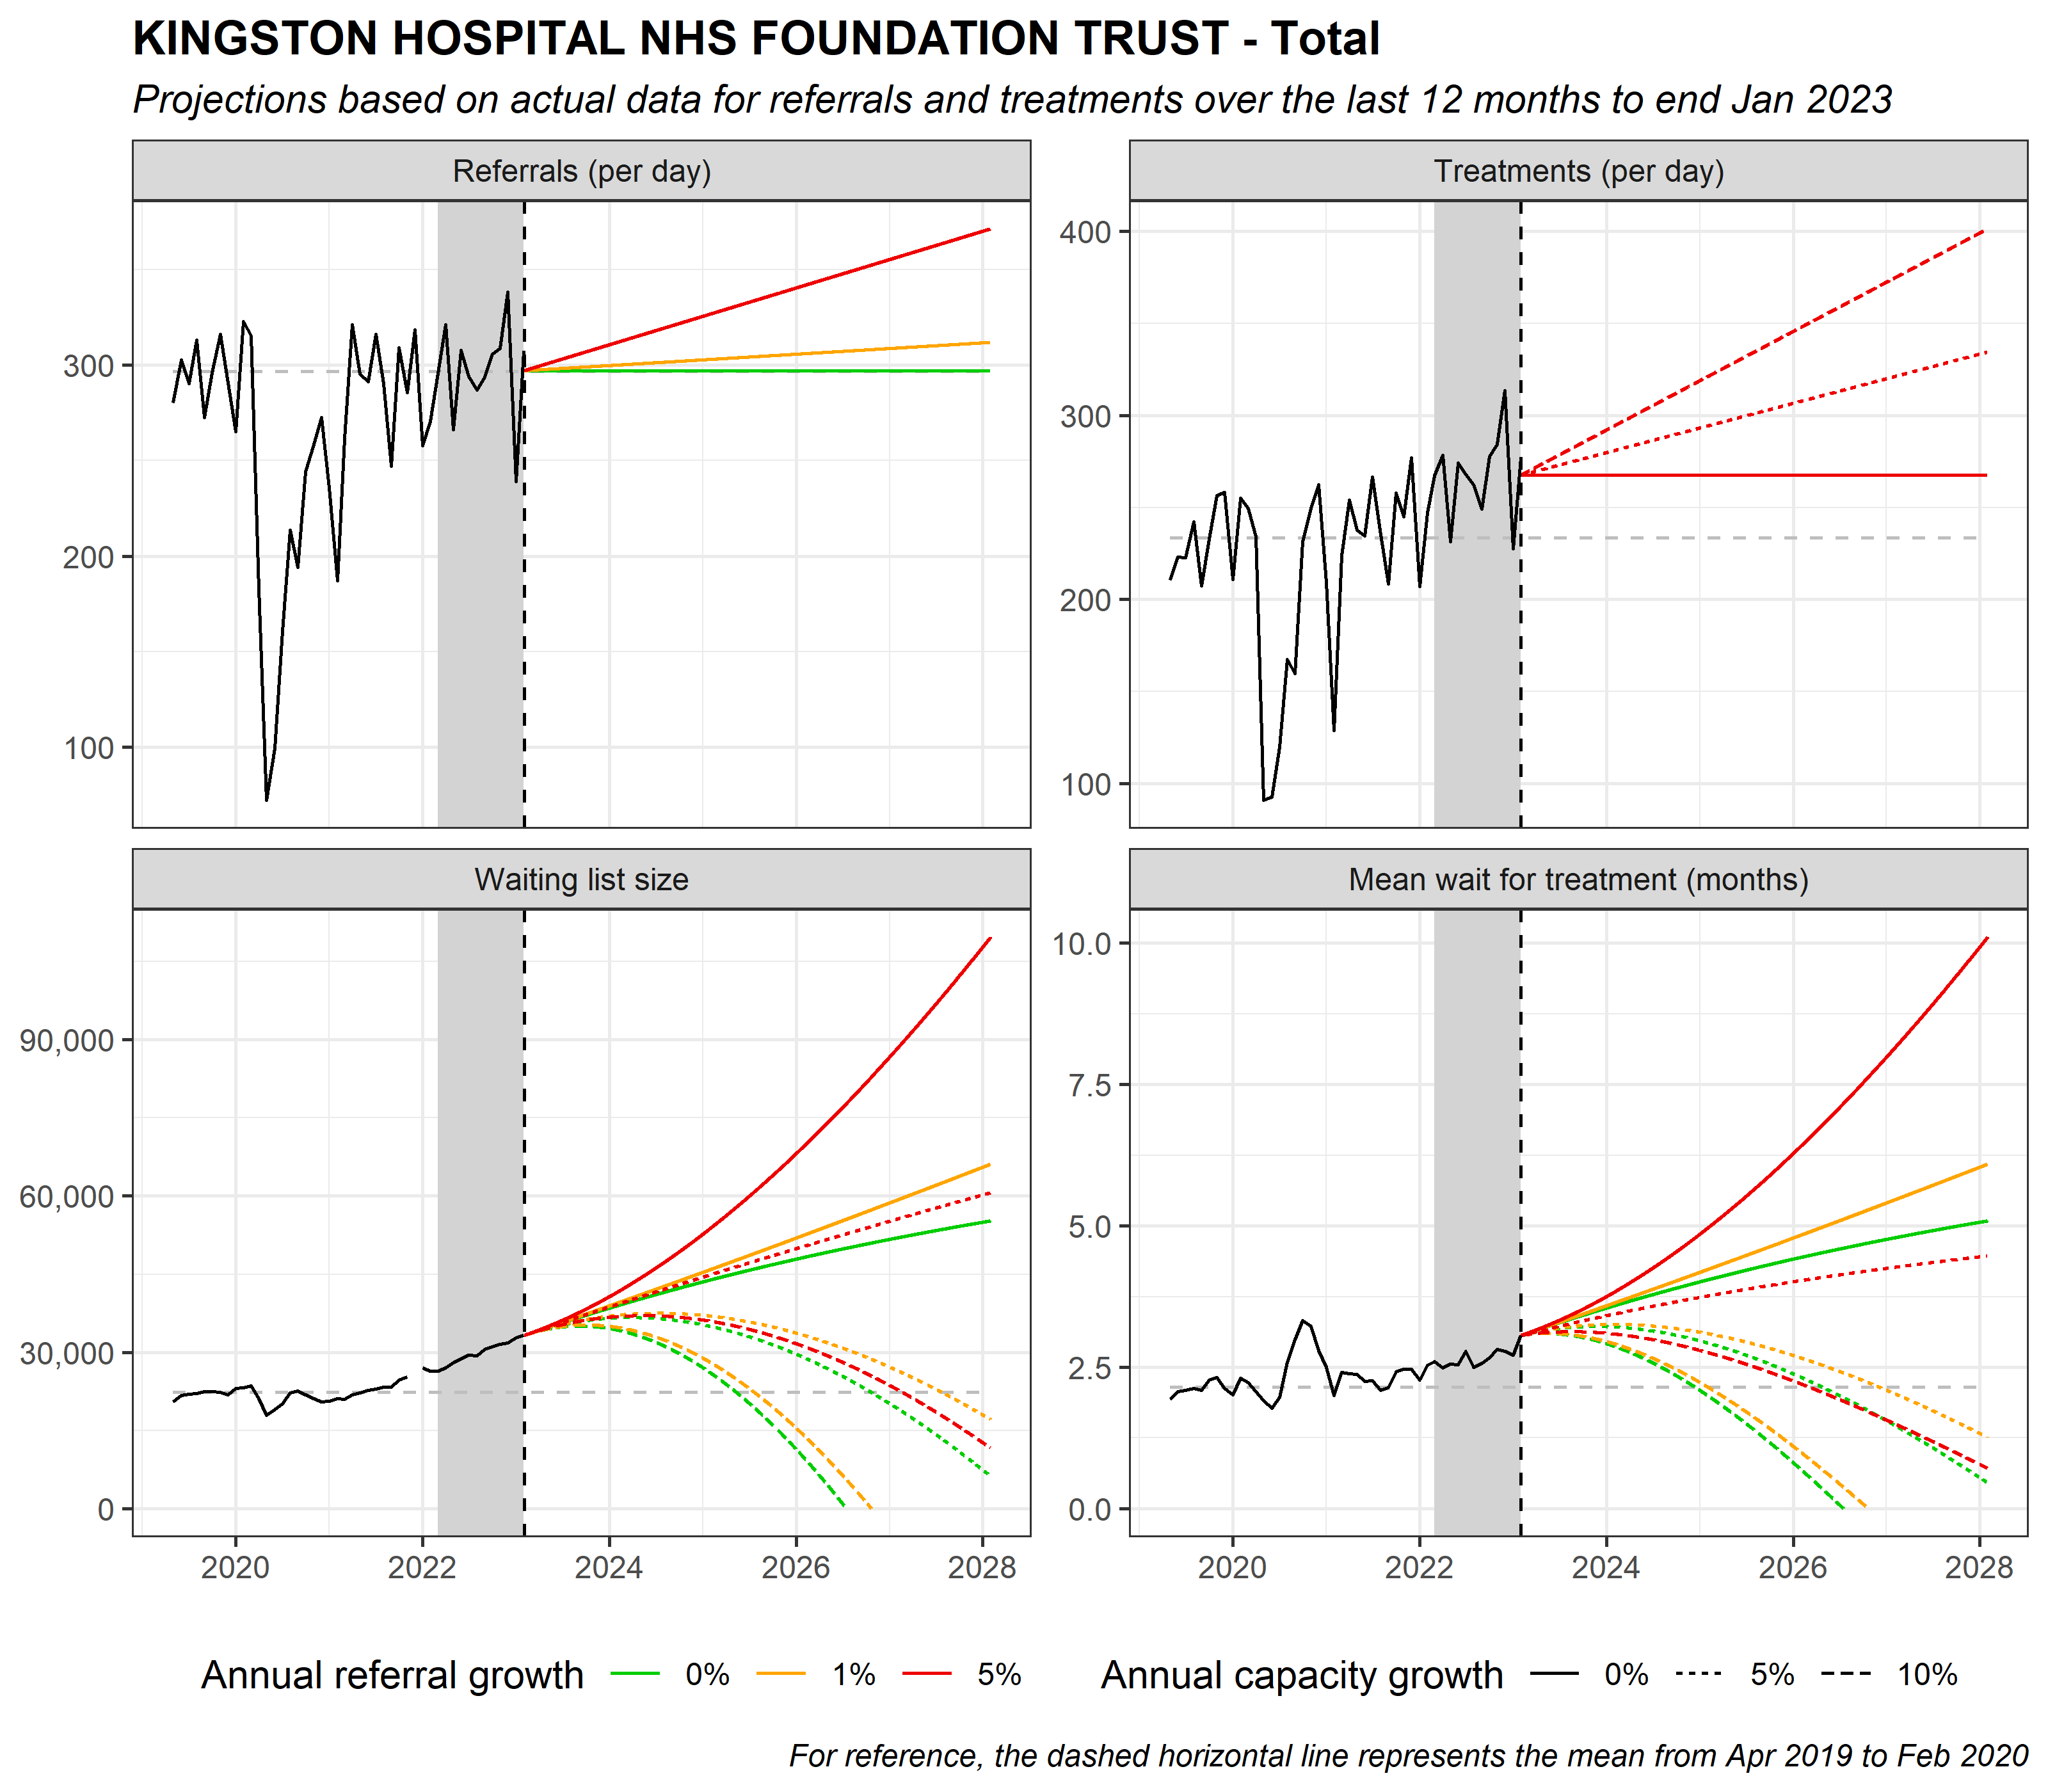 KINGSTON HOSPITAL NHS FOUNDATION TRUST - Total
Projections based on actual data for referrals and treatments over the last 12 months to end Jan 2023
Referrals (per day)
300
200
100
Treatments (per day)
400
300
200
100
Waiting list size
90,000
60,000
30,000
0
2020 2022 2024 2026 2028
Mean wait for treatment (months)
10.0
7.5
5.0
2.5
0.0
2020 2022 2024 2026 2028
Annual referral growth 0% 1% 5% Annual capacity growth 0% 5% 10%
For reference, the dashed horizontal line represents the mean from Apr 2019 to Feb 2020